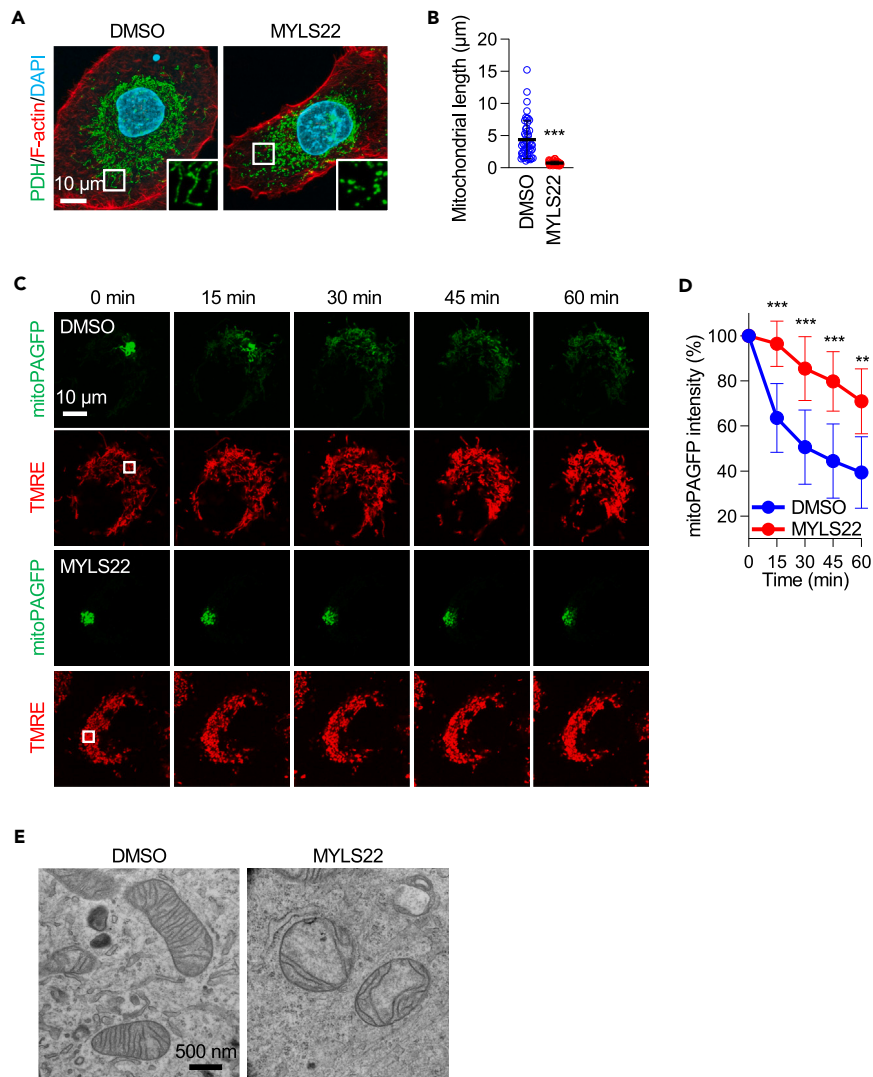 A
DMSO
MYLS22
PDH/F-actin/DAPI
10 µm
B
Mitochondrial length (µm)
20
15
10
5
0
***
DMSO
MYLS22
C
0 min
15 min
30 min
45 min
60 min
mitoPAGFP
DMSO
10 µm
TMRE
mitoPAGFP
MYLS22
TMRE
D
mitoPAGFP intensity (%)
100
80
60
40
20
***
***
***
**
DMSO
MYLS22
0 15 30 45 60
Time (min)
E
DMSO
MYLS22
500 nm